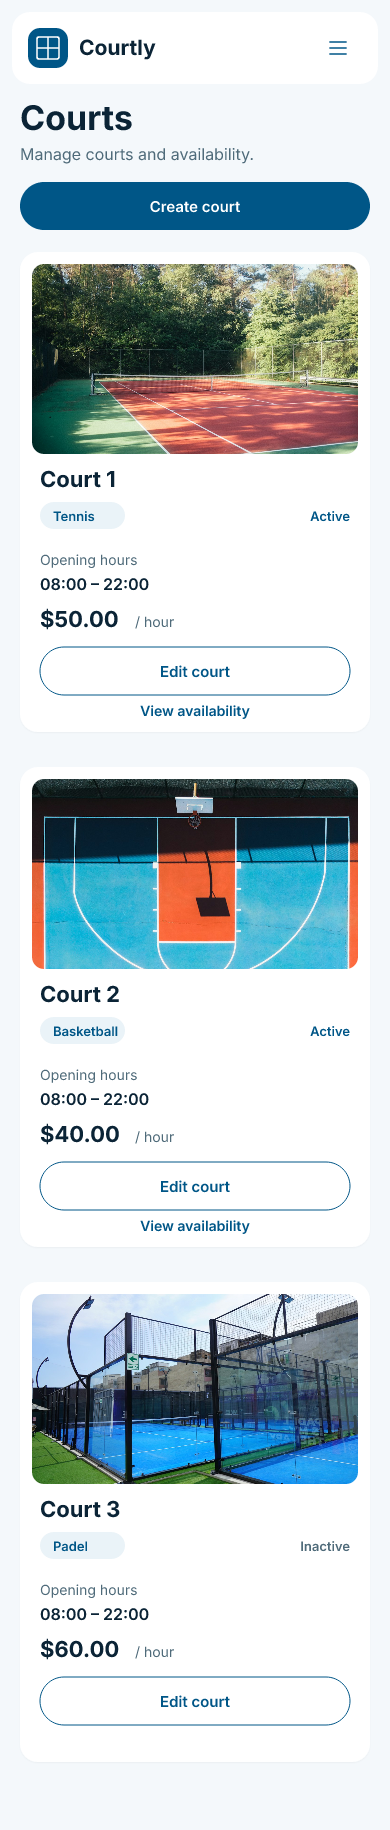 Courtly
Courts
Manage courts and availability.
Create court
Court 1
Tennis
Active
Opening hours
08:00 – 22:00
$50.00 / hour
Edit court
View availability
Court 2
Basketball
Active
Opening hours
08:00 – 22:00
$40.00 / hour
Edit court
View availability
Court 3
Padel
Inactive
Opening hours
08:00 – 22:00
$60.00 / hour
Edit court